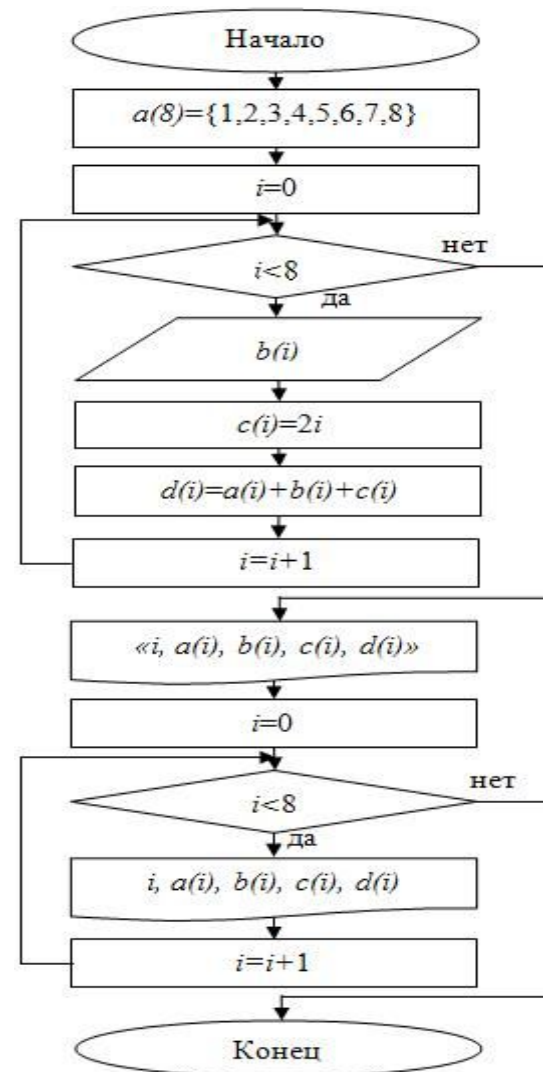 Начало
a(8)={1,2,3,4,5,6,7,8}
i=0
нет
i<8
да
b(i)
c(i)=2i
d(i)=a(i)+b(i)+c(i)
i=i+1
«i, a(i), b(i), c(i), d(i)»
i=0
нет
i<8
да
i, a(i), b(i), c(i), d(i)
i=i+1
Конец